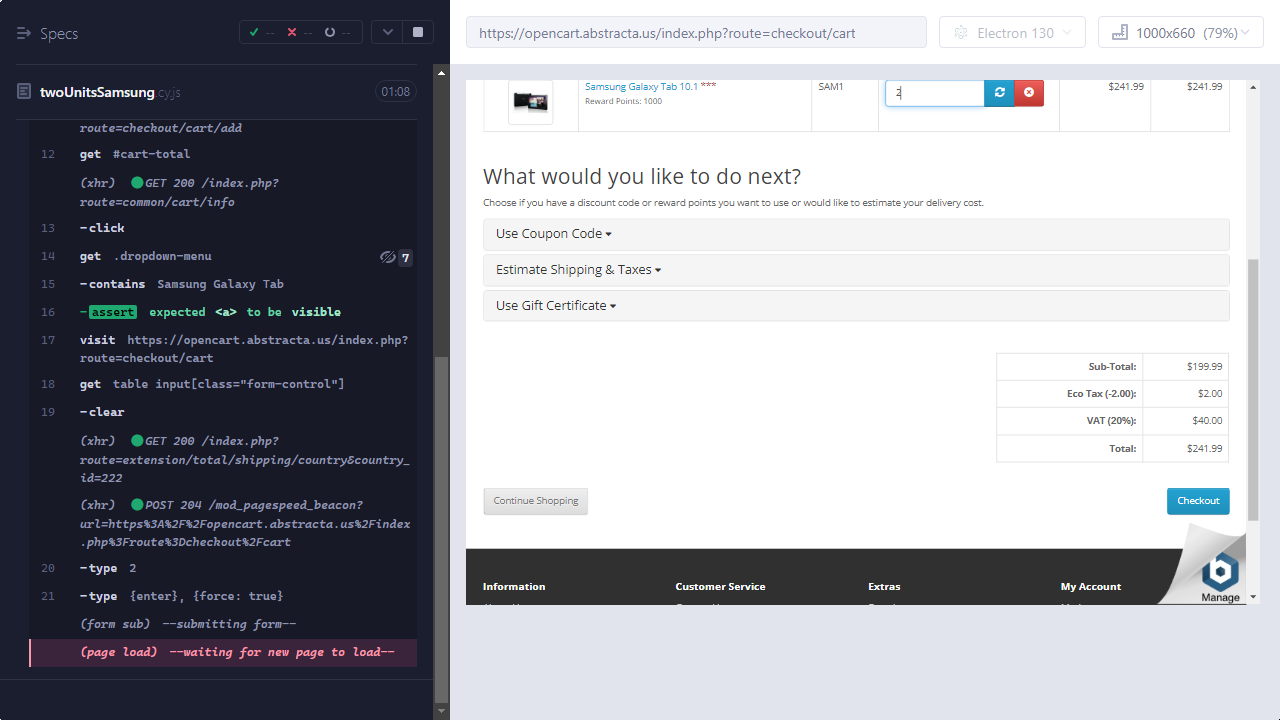 Specs
-- -- --
twoUnitsSamsung.cy.js
01:08
route=checkout/cart/add
12 get #cart-total
(xhr) GET 200 /index.php?
route=common/cart/info
13 -click
14 get .dropdown-menu 7
15 -contains Samsung Galaxy Tab
16 -assert expected <a> to be visible
17 visit https://opencart.abstracta.us/index.php?
route=checkout/cart
18 get table input[class="form-control"]
19 -clear
(xhr) GET 200 /index.php?
route=extension/total/shipping/country&country_
id=222
(xhr) POST 204 /mod_pagespeed_beacon?
url=https%3A%2F%2Fopencart.abstracta.us%2Findex
.php%3Froute%3Dcheckout%2Fcart
20 -type 2
21 -type {enter}, {force: true}
(form sub) --submitting form--
(page load) --waiting for new page to load--
https://opencart.abstracta.us/index.php?route=checkout/cart
Electron 130
1000x660 (79%)
Samsung Galaxy Tab 10.1 ***
Reward Points: 1000
SAM1
2
$241.99
$241.99
What would you like to do next?
Choose if you have a discount code or reward points you want to use or would like to estimate your delivery cost.
Use Coupon Code
Estimate Shipping & Taxes
Use Gift Certificate
Sub-Total: $199.99
Eco Tax (-2.00): $2.00
VAT (20%): $40.00
Total: $241.99
Continue Shopping
Checkout
Information
Customer Service
Extras
My Account
Manage